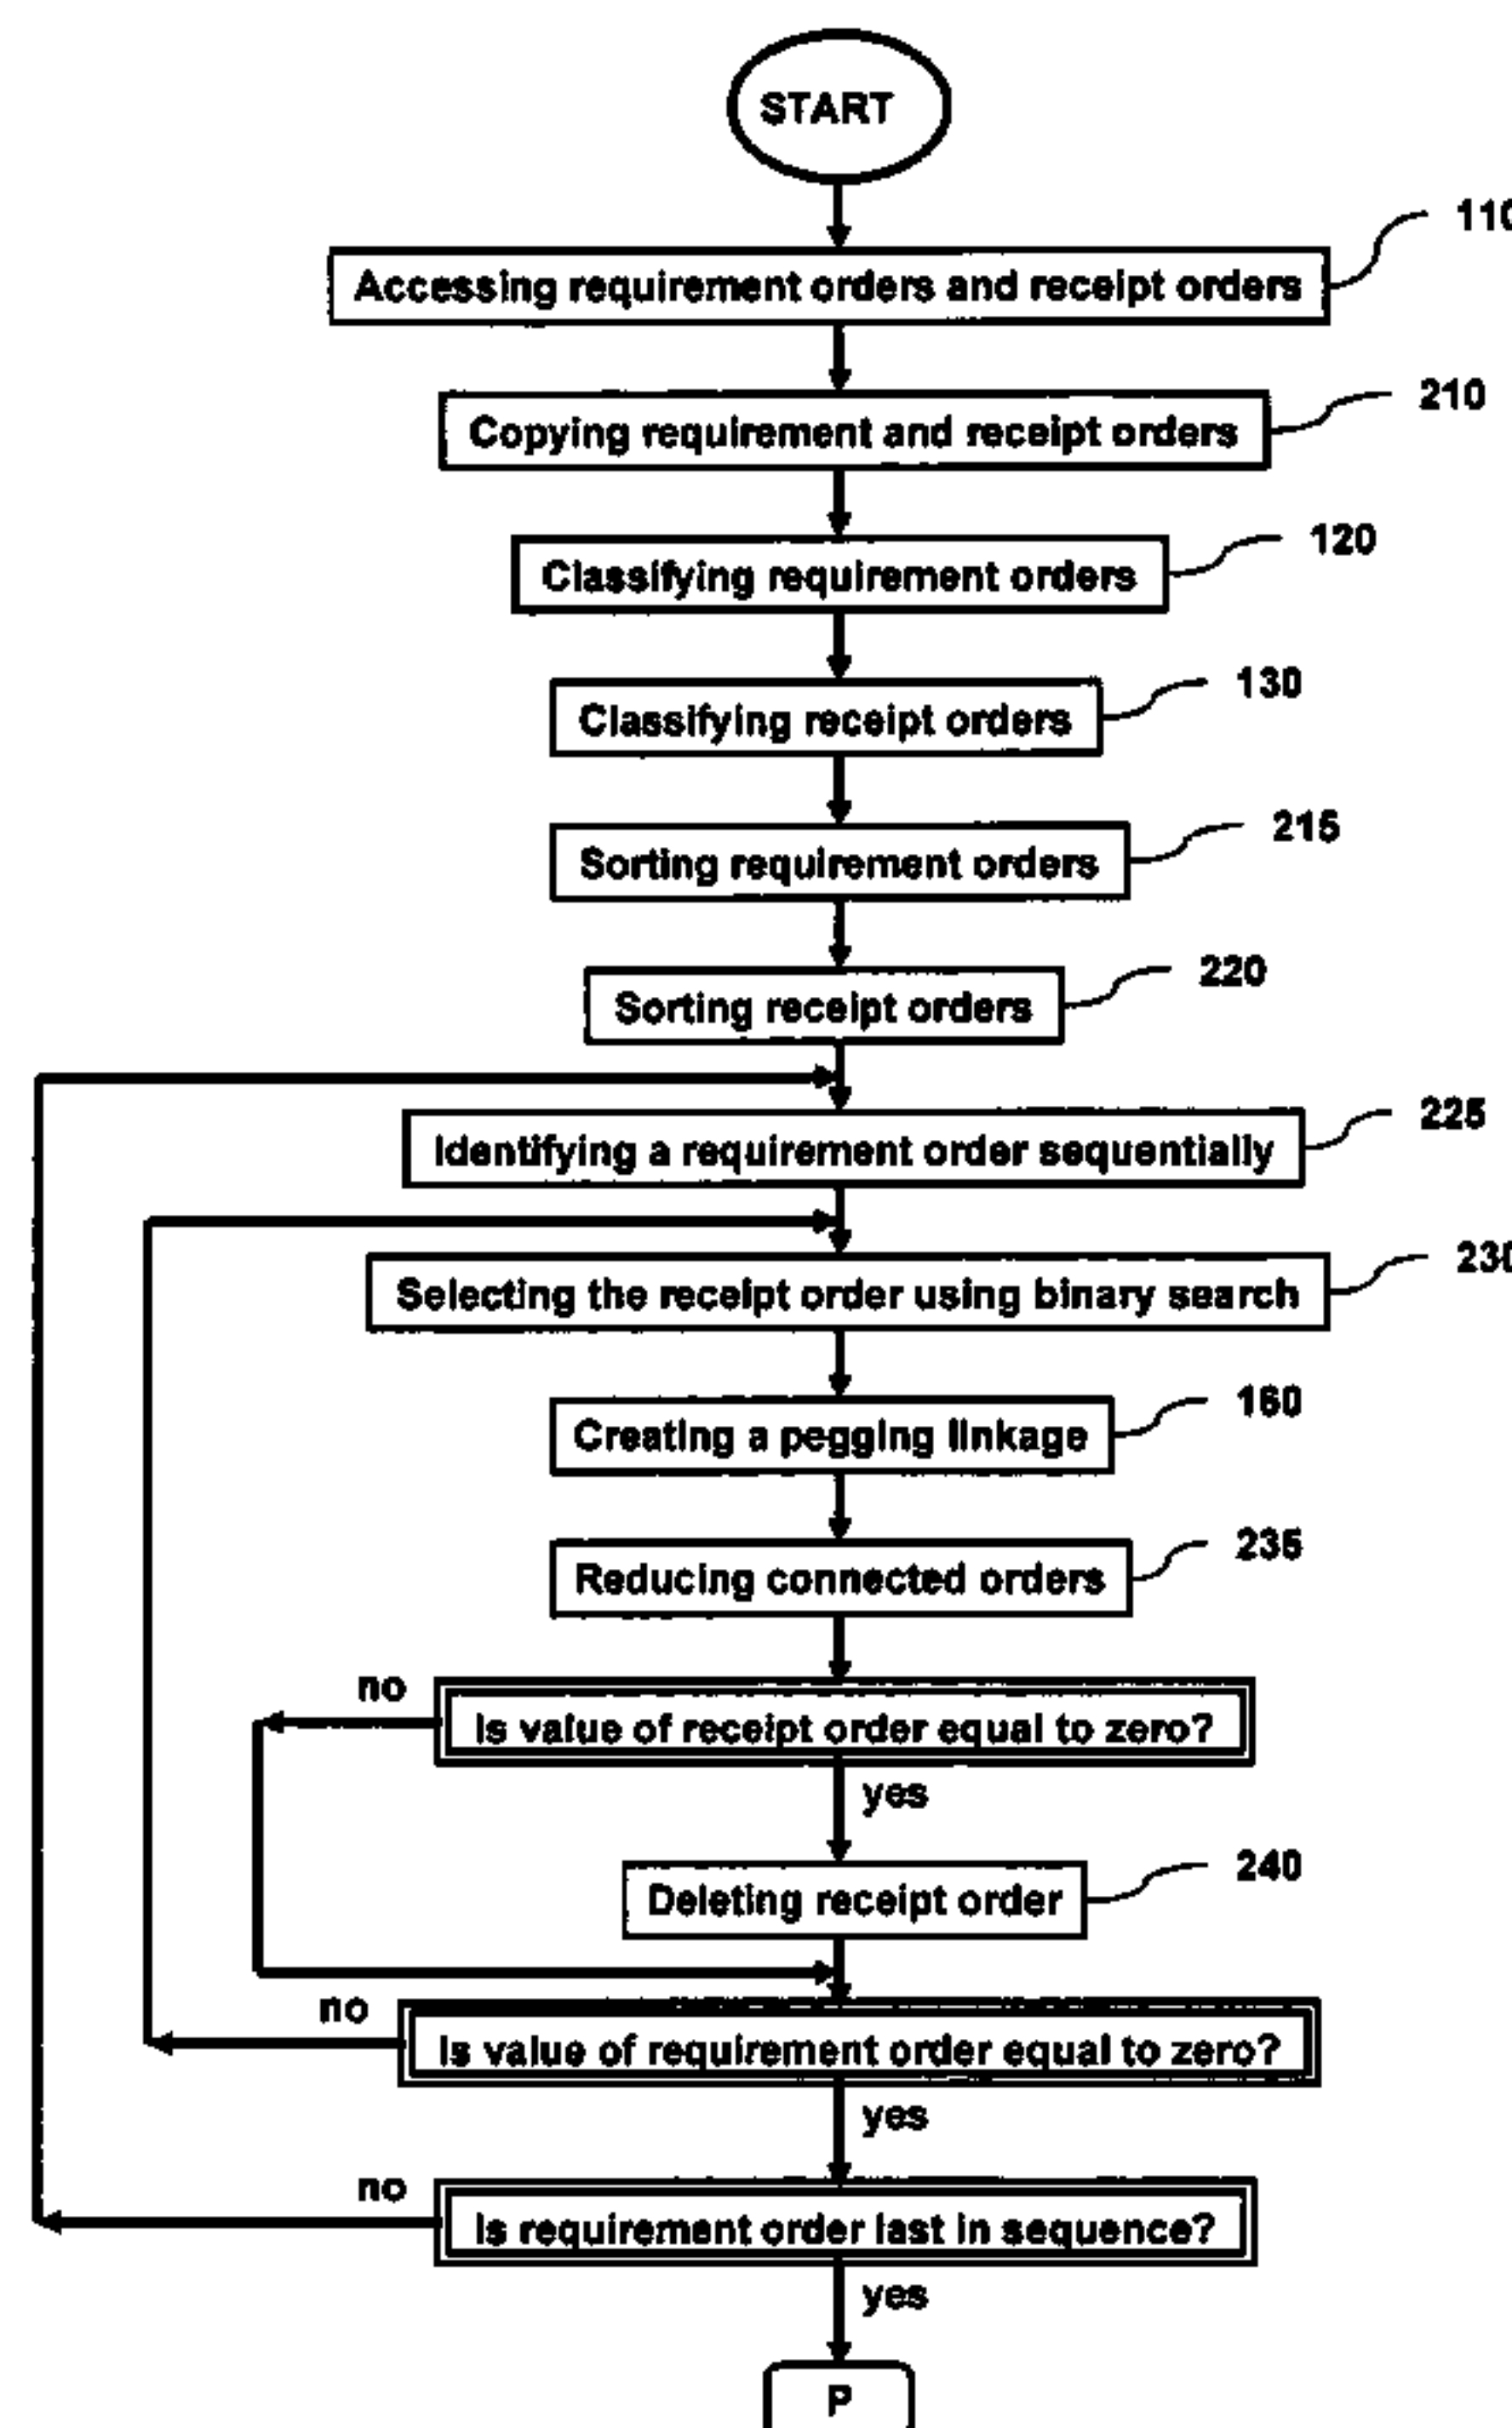 START
110
Accessing requirement orders and receipt orders
210
Copying requirement and receipt orders
120
Classifying requirement orders
130
Classifying receipt orders
215
Sorting requirement orders
220
Sorting receipt orders
225
Identifying a requirement order sequentially
230
Selecting the receipt order using binary search
160
Creating a pegging linkage
235
Reducing connected orders
no
Is value of receipt order equal to zero?
yes
240
Deleting receipt order
no
Is value of requirement order equal to zero?
yes
no
Is requirement order last in sequence?
yes
P